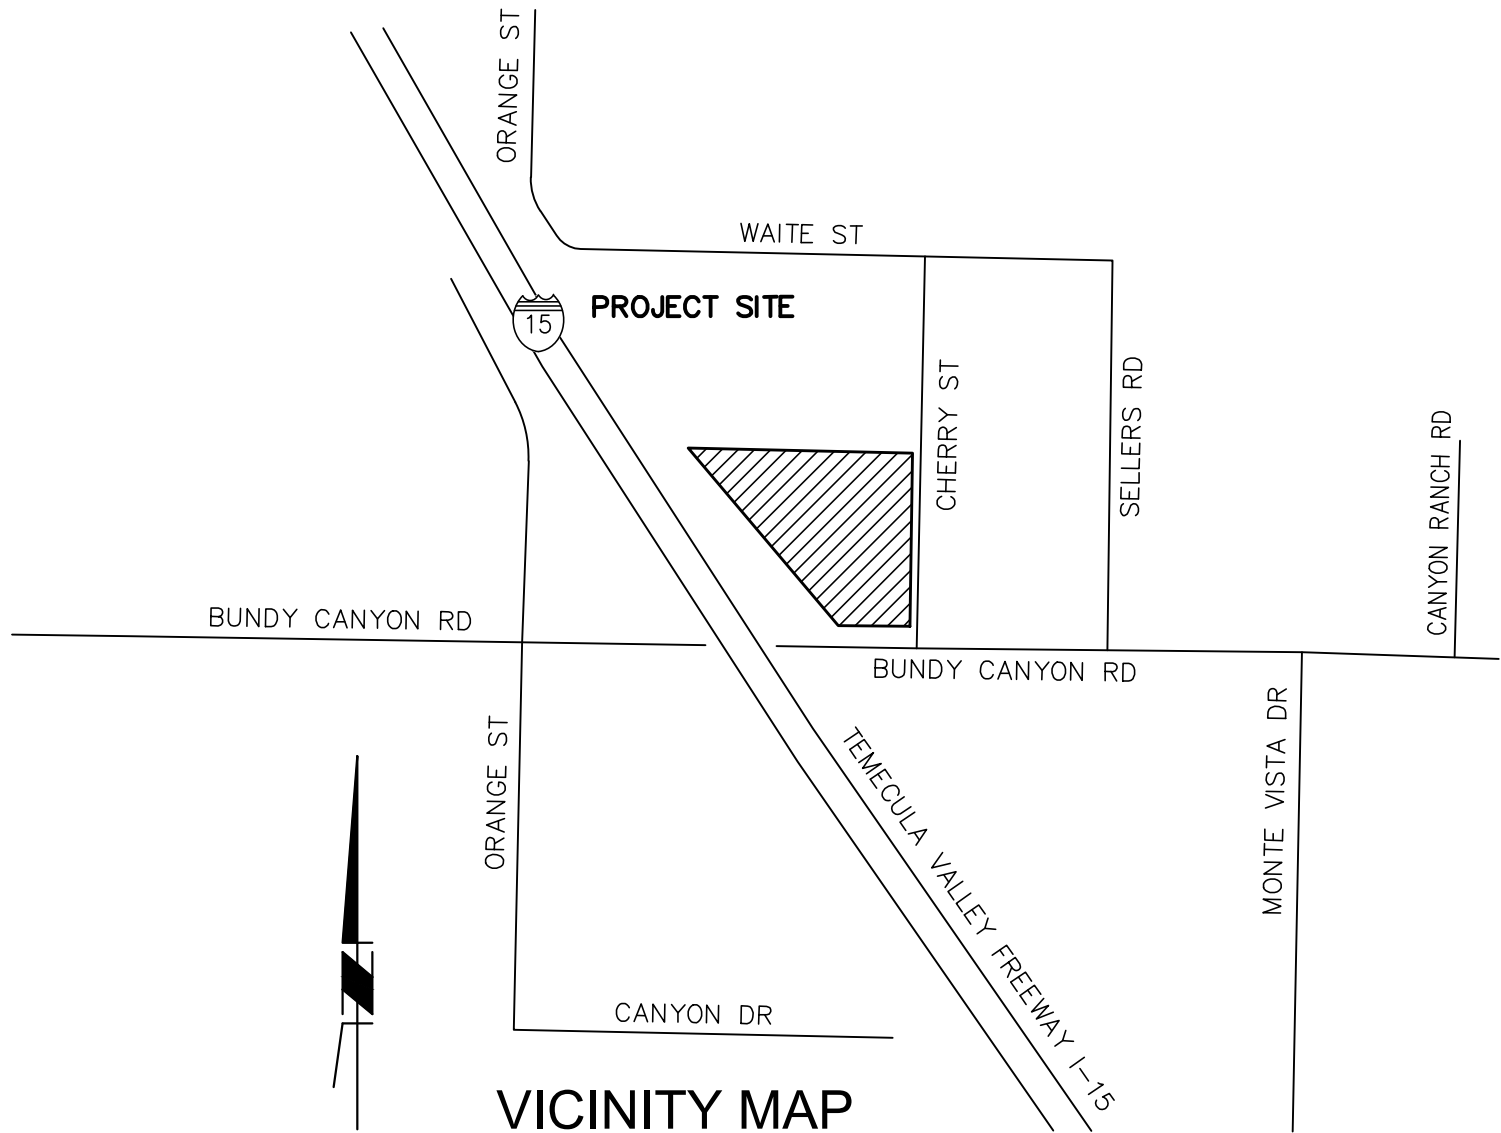 ORANGE ST
WAITE ST
PROJECT SITE
15
CHERRY ST
SELLERS RD
CANYON RANCH RD
BUNDY CANYON RD
BUNDY CANYON RD
ORANGE ST
TEMECULA VALLEY FREEWAY I-15
MONTE VISTA DR
CANYON DR
VICINITY MAP